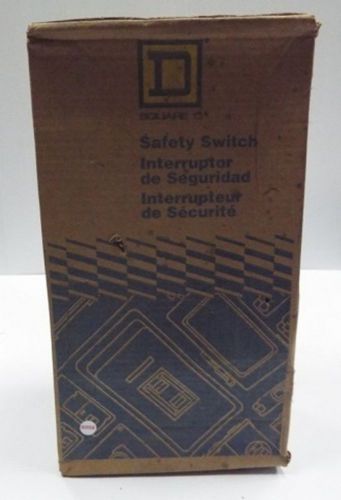 D
SQUARE D
Safety Switch
Interruptor
de Seguridad
Interrupteur
de Sécurité